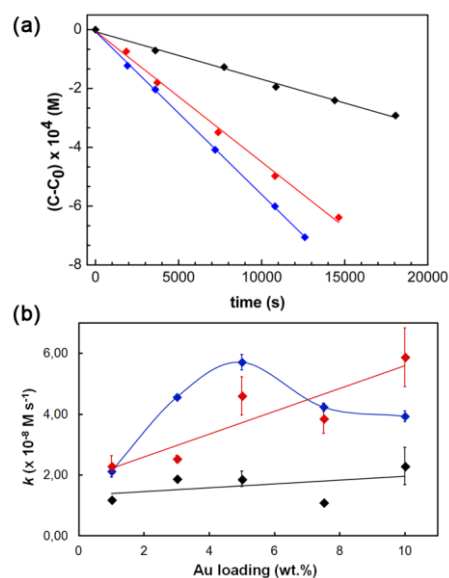 (a)
0
-2
-4
-6
-8
(C-C0) x 10^4 (M)
0 5000 10000 15000 20000
time (s)
(b)
6,00
4,00
2,00
0,00
k (x 10^-8 M s^-1)
0 2 4 6 8 10
Au loading (wt.%)